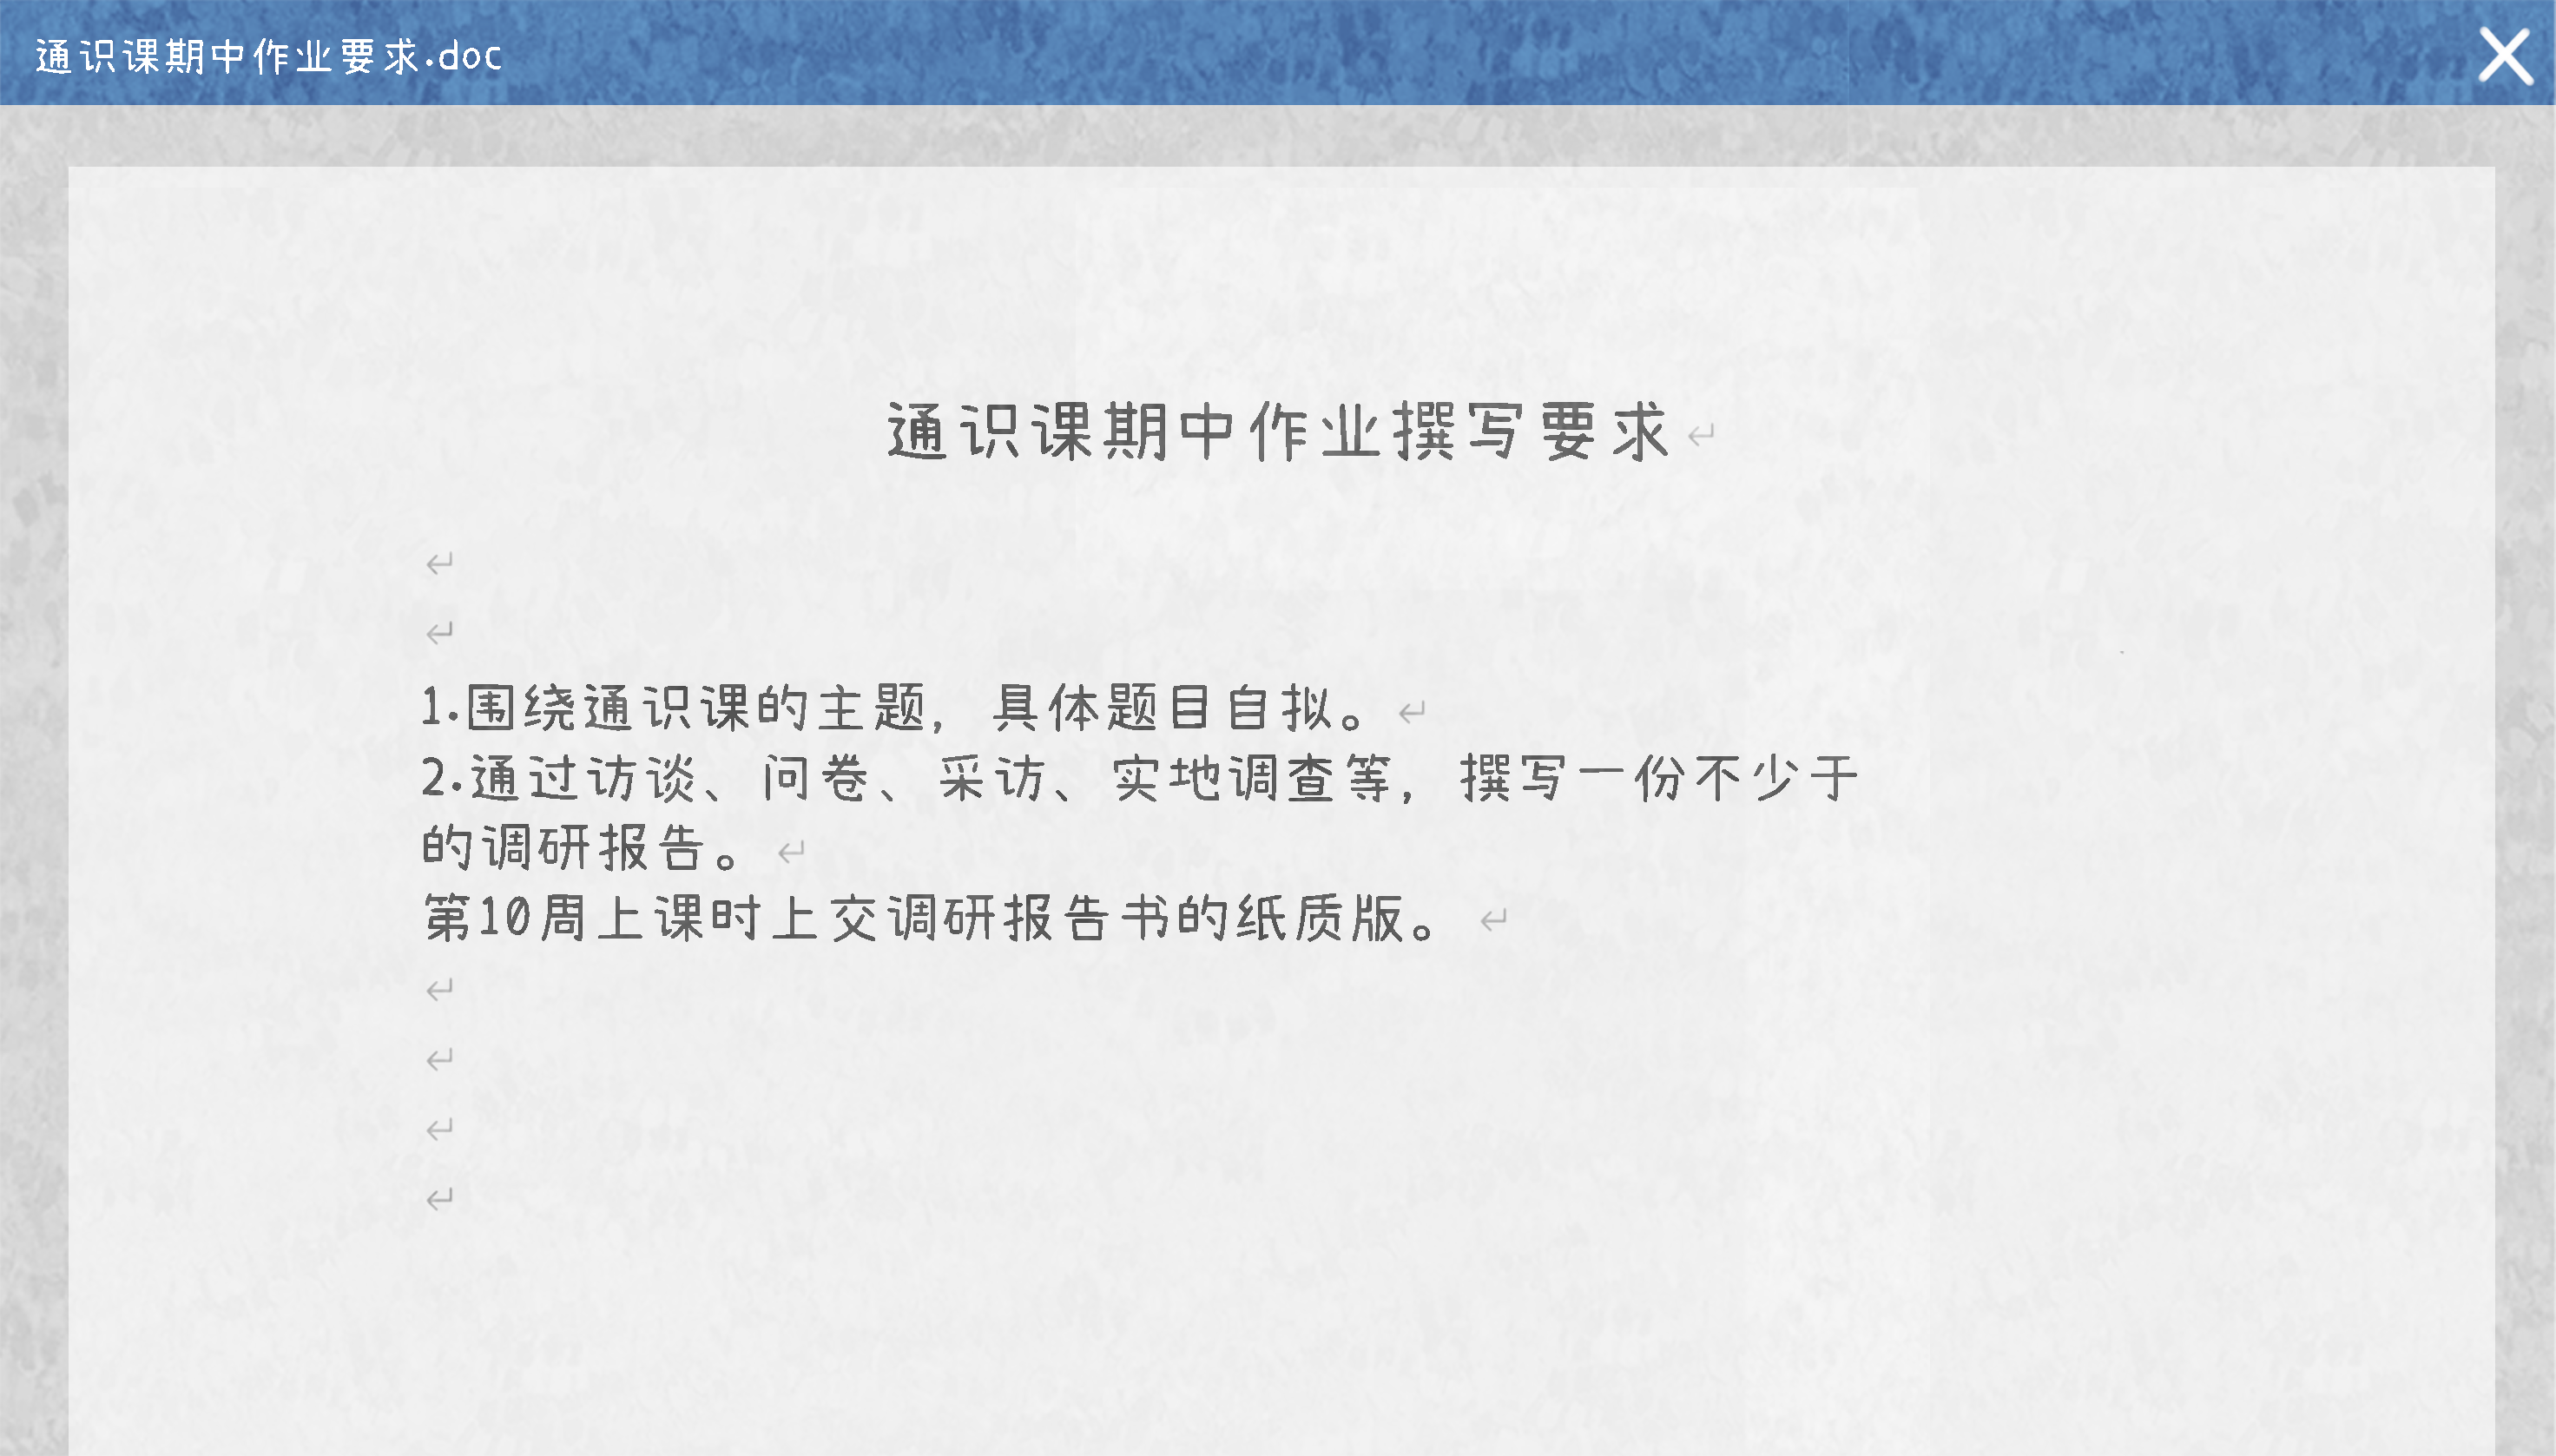 通识课期中作业要求.doc
通识课期中作业撰写要求
1.围绕通识课的主题，具体题目自拟。
2.通过访谈、问卷、采访、实地调查等，撰写一份不少于
的调研报告。
第10周上课时上交调研报告书的纸质版。